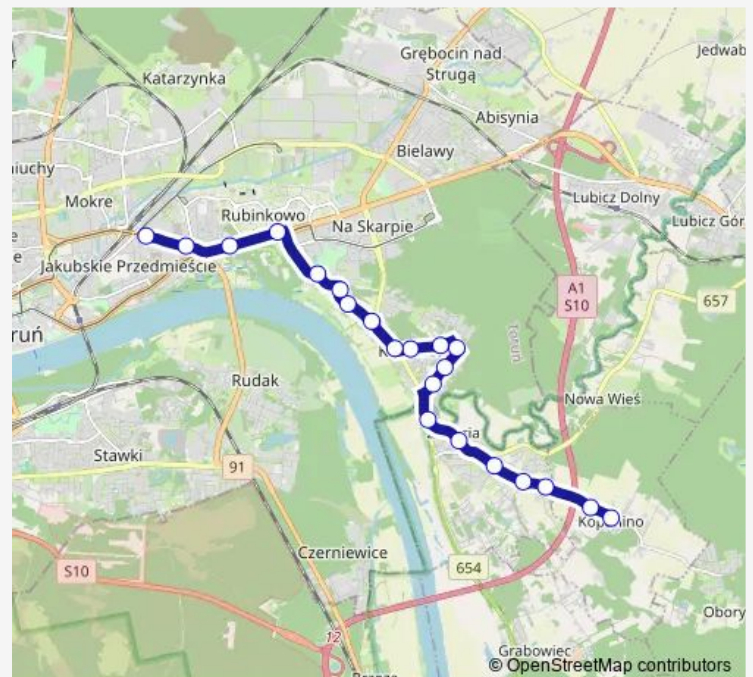 Grębocin nad
Strugą
Jedwab
Katarzynka
Abisynia
Bielawy
Mokre
Rubinkowo
Na Skarpie
Lubicz Dolny
Lubicz Gór
Jakubskie Przedmieście
A1
S10
657
Toruń
Rudak
Nowa Wieś
Stawki
91
Czerniewice
654
S10
Obory
12
Grabowiec
© OpenStreetMap contributors